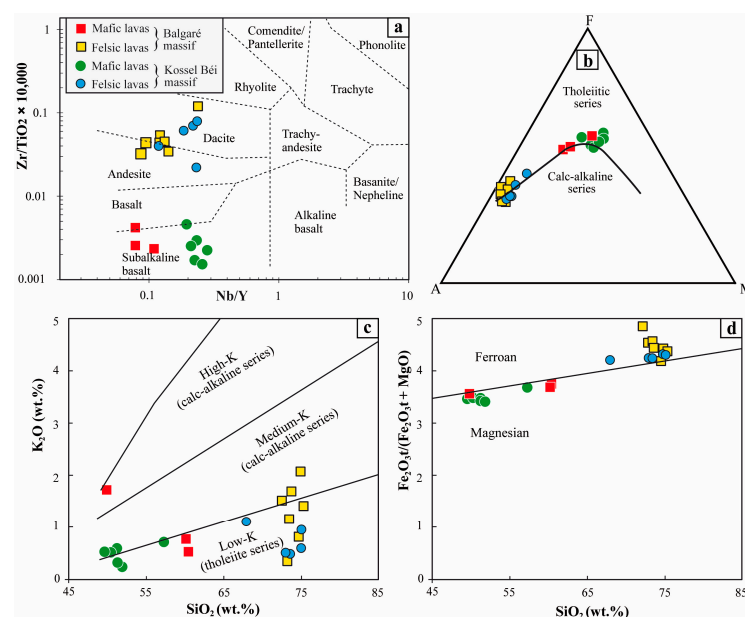 a
1
0.1
0.01
0.001
Zr/TiO2 × 10,000
Mafic lavas
Felsic lavas
Balgaré
massif
Mafic lavas
Felsic lavas
Kossel Béi
massif
Comendite/
Pantellerite
Phonolite
Rhyolite
Trachyte
Dacite
Trachy-
andesite
Andesite
Basanite/
Nepheline
Basalt
Alkaline
basalt
Subalkaline
basalt
0.1
1
10
Nb/Y
F
b
Tholeiitic
series
Calc-alkaline
series
A
M
c
5
4
3
2
1
0
K2O (wt.%)
High-K
(calc-alkaline series)
Medium-K
(calc-alkaline series)
Low-K
(tholeiite series)
45
55
65
75
85
SiO2 (wt.%)
d
5
4
3
2
1
0
Fe2O3t/(Fe2O3t + MgO)
Ferroan
Magnesian
45
55
65
75
85
SiO2 (wt.%)